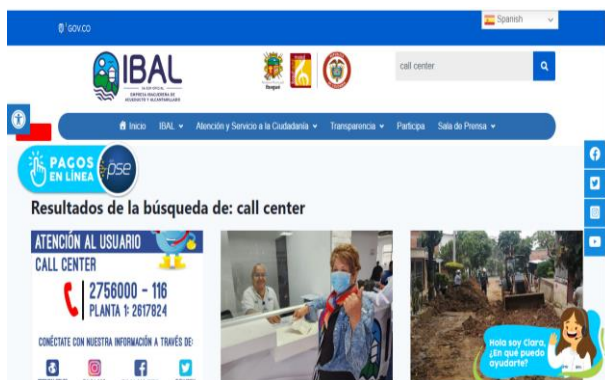 GOV.CO
Spanish
IBAL
EMPRESA IBAGUEREÑA DE
ACUEDUCTO Y ALCANTARILLADO
call center
Inicio IBAL Atención y Servicio a la Ciudadanía Transparencia Participa Sala de Prensa
PAGOS
EN LÍNEA
pse
Resultados de la búsqueda de: call center
ATENCIÓN AL USUARIO
CALL CENTER
2756000 - 116
PLANTA 1: 2617824
CONÉCTATE CON NUESTRA INFORMACIÓN A TRAVÉS DE:
Hola soy Clara,
¿En qué puedo
ayudarte?